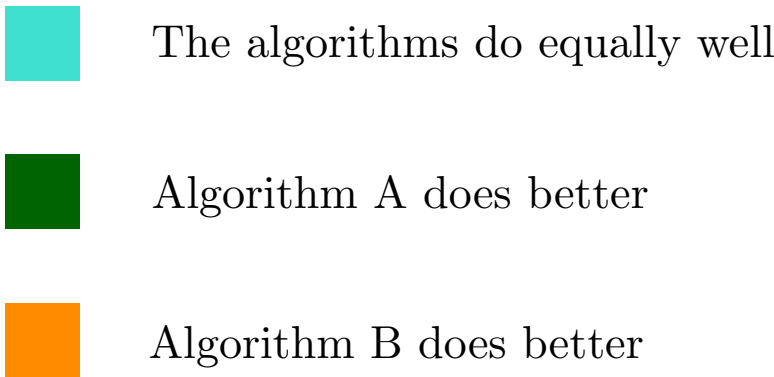 The algorithms do equally well
Algorithm A does better
Algorithm B does better